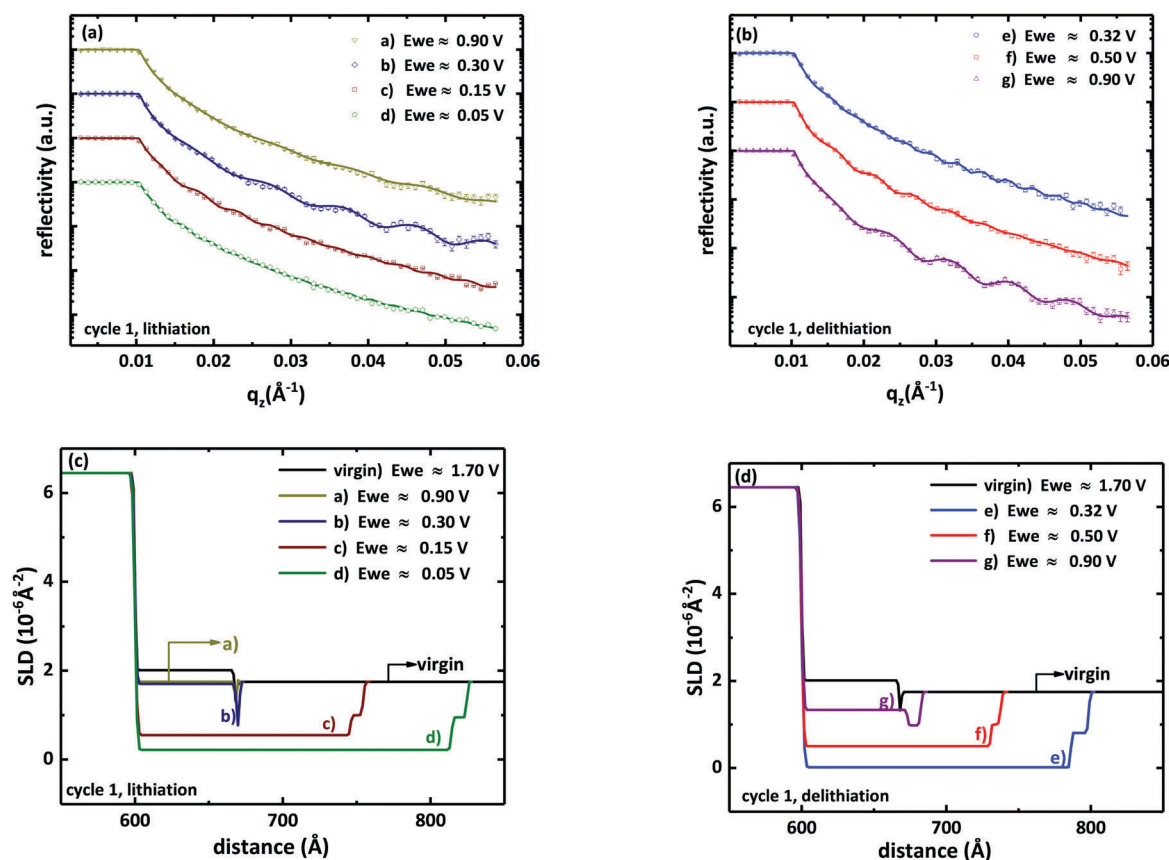 (a)
a) Ewe ≈ 0.90 V
b) Ewe ≈ 0.30 V
c) Ewe ≈ 0.15 V
d) Ewe ≈ 0.05 V
reflectivity (a.u.)
cycle 1, lithiation
0.01 0.02 0.03 0.04 0.05 0.06
q_z(Å⁻¹)
(b)
e) Ewe ≈ 0.32 V
f) Ewe ≈ 0.50 V
g) Ewe ≈ 0.90 V
reflectivity (a.u.)
cycle 1, delithiation
0.01 0.02 0.03 0.04 0.05 0.06
q_z(Å⁻¹)
(c)
virgin) Ewe ≈ 1.70 V
a) Ewe ≈ 0.90 V
b) Ewe ≈ 0.30 V
c) Ewe ≈ 0.15 V
d) Ewe ≈ 0.05 V
SLD (10⁻⁶Å⁻²)
6
4
2
0
a)
virgin
b)
c)
d)
cycle 1, lithiation
600 700 800
distance (Å)
(d)
virgin) Ewe ≈ 1.70 V
e) Ewe ≈ 0.32 V
f) Ewe ≈ 0.50 V
g) Ewe ≈ 0.90 V
SLD (10⁻⁶Å⁻²)
6
4
2
0
virgin
g)
f)
e)
cycle 1, delithiation
600 700 800
distance (Å)